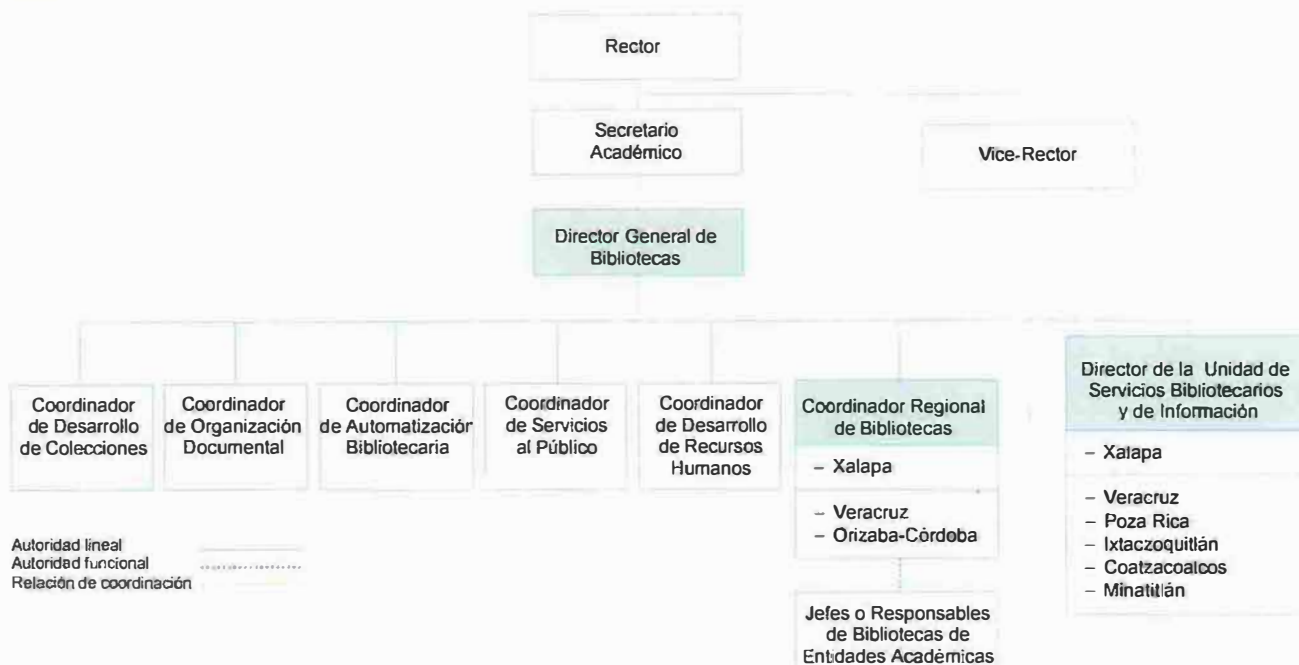 Rector
Secretario
Académico
Vice-Rector
Director General de
Bibliotecas
Coordinador
de Desarrollo
de Colecciones
Coordinador
de Organización
Documental
Coordinador
de Automatización
Bibliotecaria
Coordinador
de Servicios
al Público
Coordinador
de Desarrollo
de Recursos
Humanos
Coordinador Regional
de Bibliotecas
– Xalapa
– Veracruz
– Orizaba-Córdoba
Jefes o Responsables
de Bibliotecas de
Entidades Académicas
Director de la Unidad de
Servicios Bibliotecarios
y de Información
– Xalapa
– Veracruz
– Poza Rica
– Ixtaczoquitlán
– Coatzacoalcos
– Minatitlán
Autoridad lineal
Autoridad funcional
Relación de coordinación